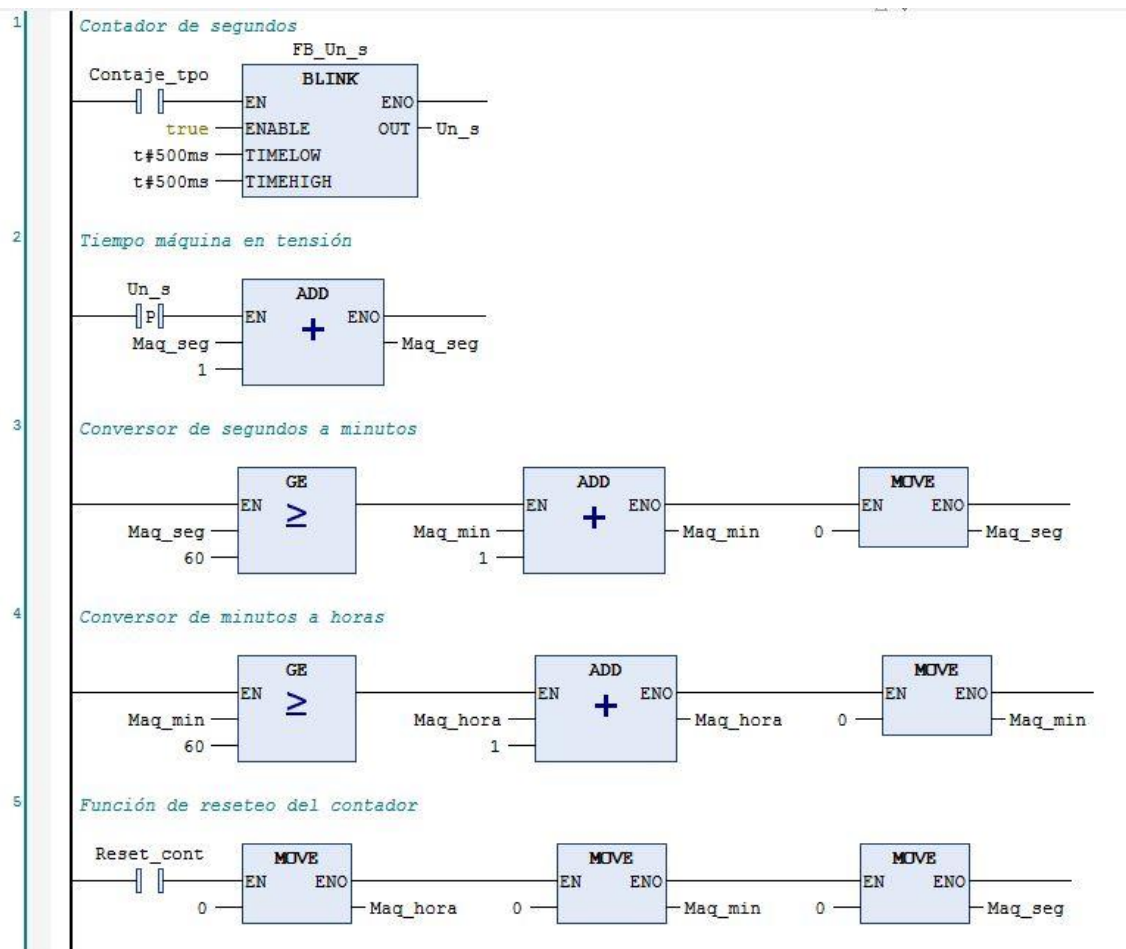 1 Contador de segundos
FB_Un_s
Contaje_tpo BLINK
EN ENO
true ENABLE OUT Un_s
t#500ms TIMELOW
t#500ms TIMEHIGH
2 Tiempo máquina en tensión
Un_s ADD
P EN + ENO
Maq_seg Maq_seg
1
3 Conversor de segundos a minutos
GE ADD MOVE
EN ≥ EN + ENO EN ENO
Maq_seg Maq_min Maq_min 0 Maq_seg
60 1
4 Conversor de minutos a horas
GE ADD MOVE
EN ≥ EN + ENO EN ENO
Maq_min Maq_hora Maq_hora 0 Maq_min
60 1
5 Función de reseteo del contador
Reset_cont MOVE MOVE MOVE
EN ENO EN ENO EN ENO
0 Maq_hora 0 Maq_min 0 Maq_seg